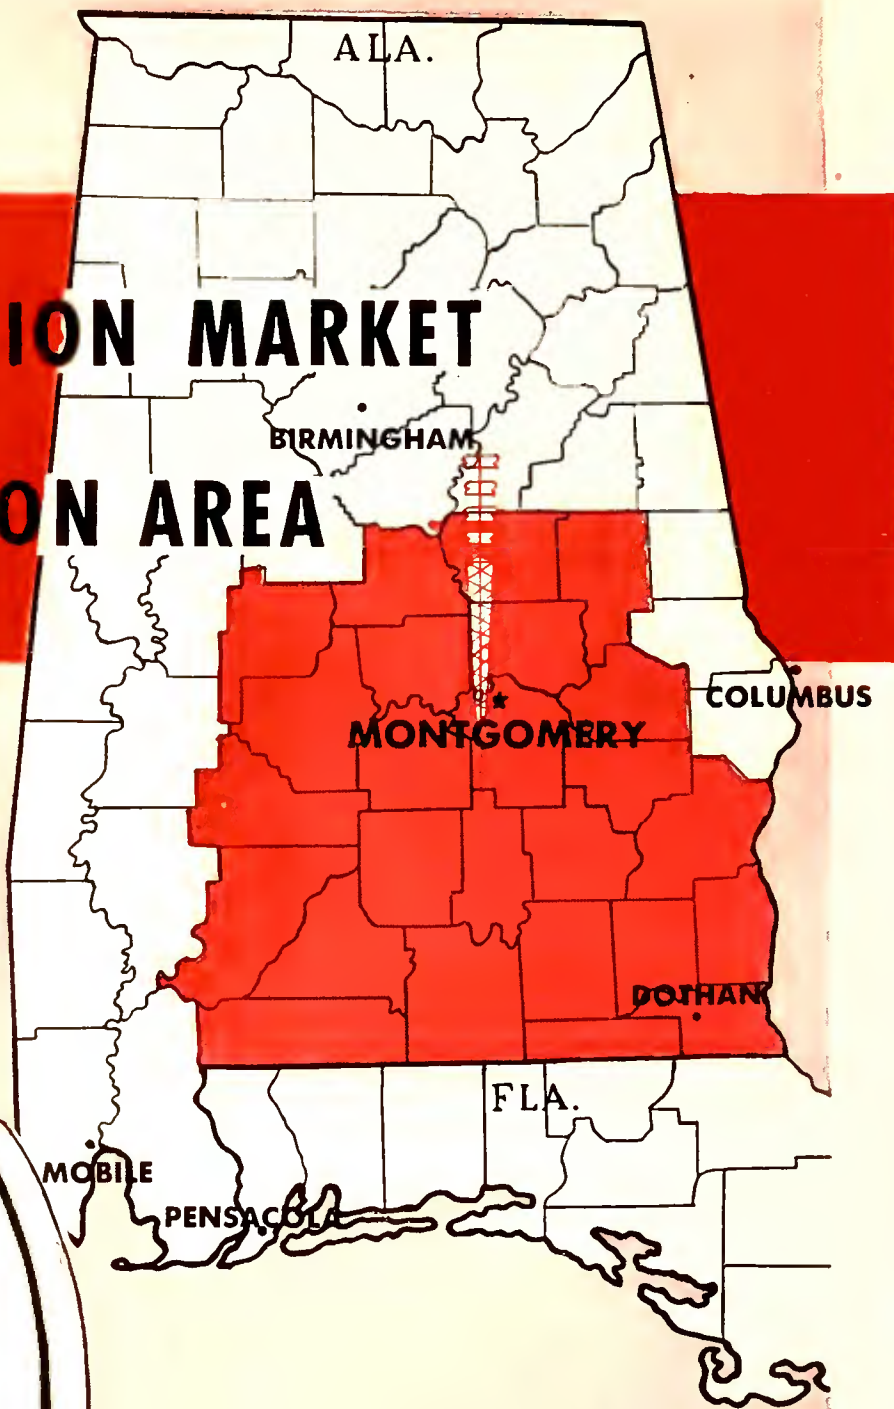 ALA.
ION MARKET
BIRMINGHAM
ON AREA
COLUMBUS
MONTGOMERY
DOTHAN
FLA.
MOBILE
PENSACOLA